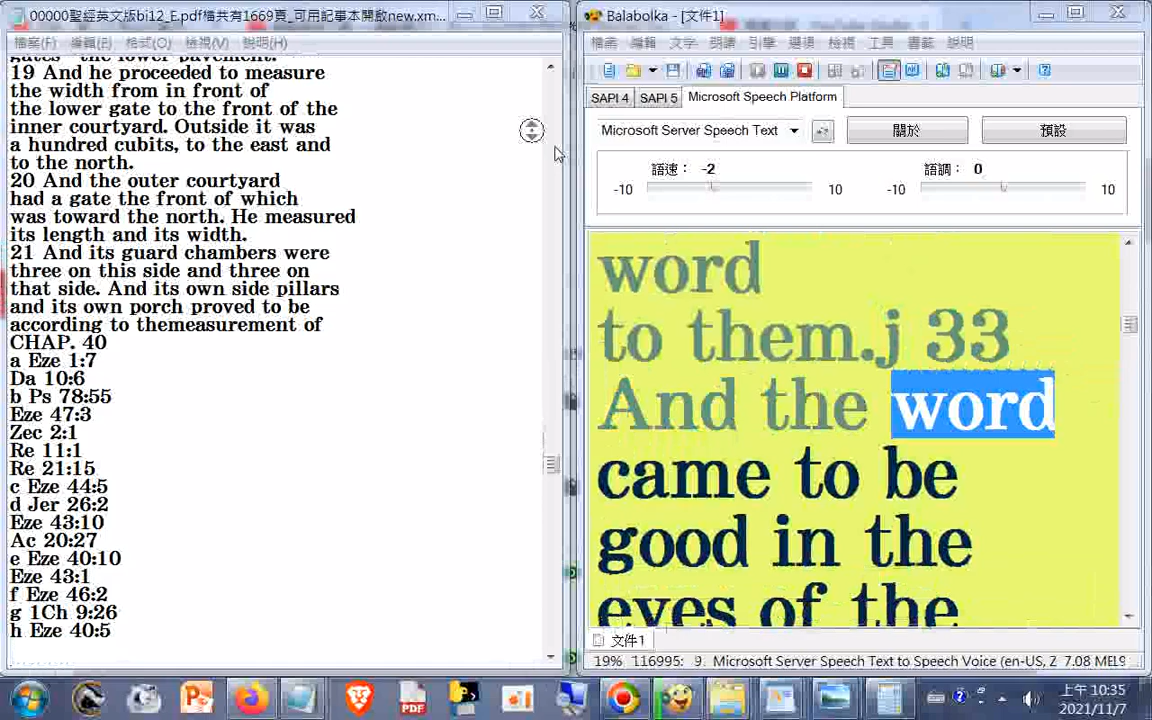 00000聖經英文版bi12_E.pdf檔共有1669頁_可用記事本開啟new.xm...
檔案(F) 編輯(E) 格式(O) 檢視(V) 說明(H)
gates the lower pavement.
19 And he proceeded to measure
the width from in front of
the lower gate to the front of the
inner courtyard. Outside it was
a hundred cubits, to the east and
to the north.
20 And the outer courtyard
had a gate the front of which
was toward the north. He measured
its length and its width.
21 And its guard chambers were
three on this side and three on
that side. And its own side pillars
and its own porch proved to be
according to themeasurement of
CHAP. 40
a Eze 1:7
Da 10:6
b Ps 78:55
Eze 47:3
Zec 2:1
Re 11:1
Re 21:15
c Eze 44:5
d Jer 26:2
Eze 43:10
Ac 20:27
e Eze 40:10
Eze 43:1
f Eze 46:2
g 1Ch 9:26
h Eze 40:5
Balabolka - [文件1]
檔案 編輯 文字 朗讀 引擎 選項 檢視 工具 書籤 說明
SAPI 4 SAPI 5 Microsoft Speech Platform
Microsoft Server Speech Text 關於 預設
語速： -2 語調： 0
-10 10 -10 10
word
to them.j 33
And the word
came to be
good in the
eyes of the
文件1
19% 116995: 9. Microsoft Server Speech Text to Speech Voice (en-US, Z 7.08 ME
PDF
上午 10:35
2021/11/7